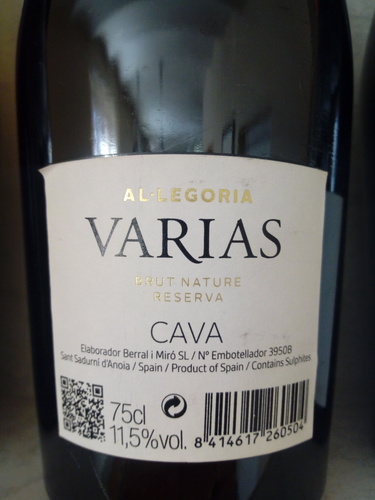 AL·LEGORIA
VARIAS
BRUT NATURE
RESERVA
CAVA
Elaborador Berral i Miró SL / Nº Embotellador 3950B
Sant Sadurní d'Anoia / Spain / Product of Spain / Contains Sulphites
75cl
11,5%vol.
8 414617 260504